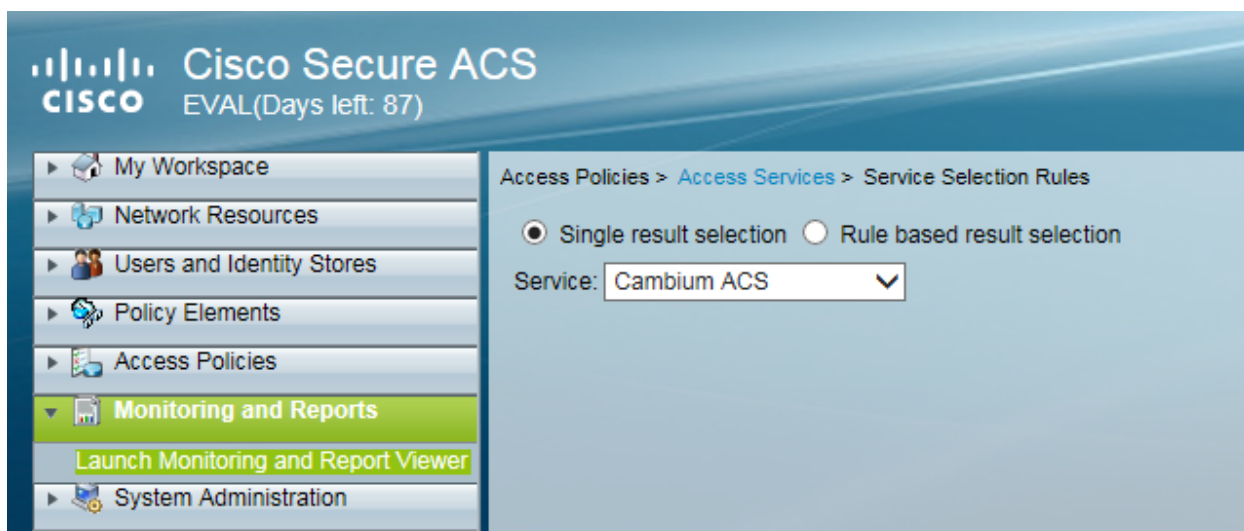 Cisco Secure ACS
CISCO
EVAL(Days left: 87)
My Workspace
Network Resources
Users and Identity Stores
Policy Elements
Access Policies
Monitoring and Reports
Launch Monitoring and Report Viewer
System Administration
Access Policies > Access Services > Service Selection Rules
Single result selection Rule based result selection
Service: Cambium ACS